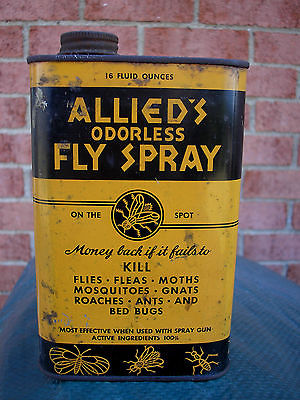 16 FLUID OUNCES
ALLIED'S
ODORLESS
FLY SPRAY
ON THE SPOT
Money back if it fails to
KILL
FLIES · FLEAS · MOTHS
MOSQUITOES · GNATS
ROACHES · ANTS · AND
BED BUGS
MOST EFFECTIVE WHEN USED WITH SPRAY GUN
ACTIVE INGREDIENTS 100%